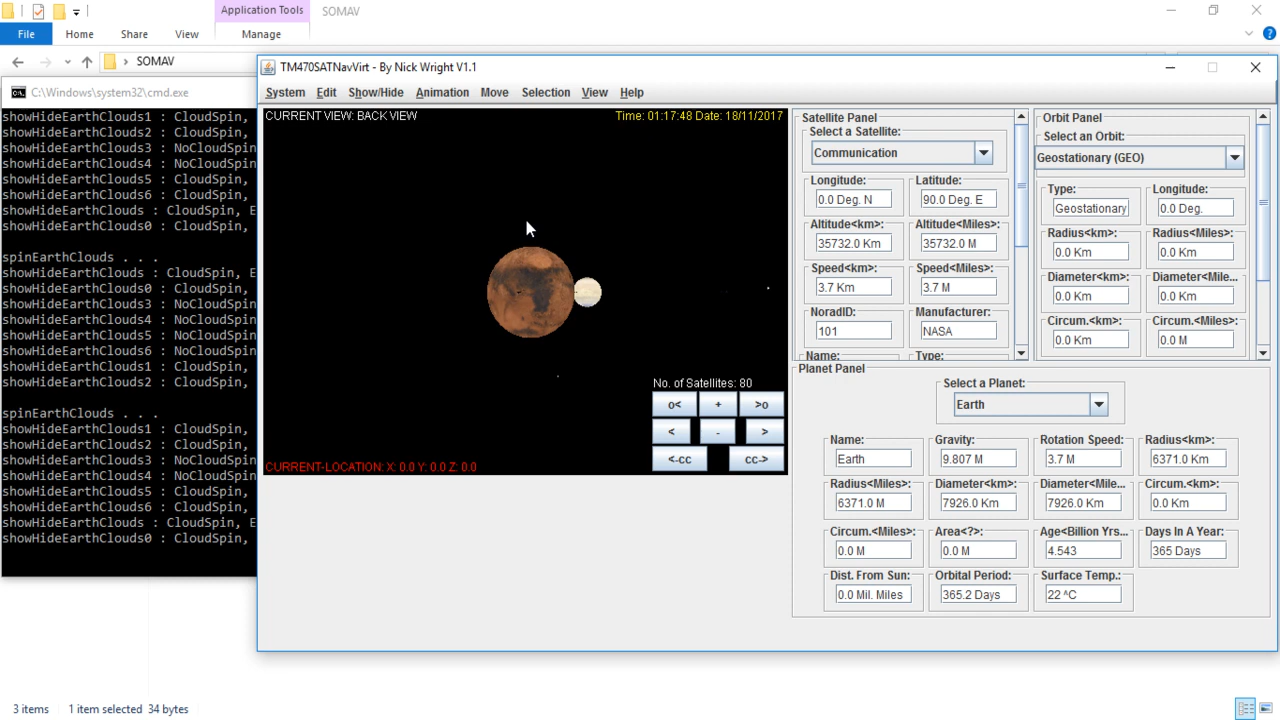 Application Tools
SOMAV
File
Home
Share
View
Manage
SOMAV
C:\Windows\system32\cmd.exe
showHideEarthClouds1 : CloudSpin,
showHideEarthClouds2 : CloudSpin,
showHideEarthClouds3 : NoCloudSpin
showHideEarthClouds4 : NoCloudSpin
showHideEarthClouds5 : CloudSpin,
showHideEarthClouds6 : CloudSpin,
showHideEarthClouds : CloudSpin, E
showHideEarthClouds0 : CloudSpin,
spinEarthClouds . . .
showHideEarthClouds : CloudSpin, E
showHideEarthClouds0 : CloudSpin,
showHideEarthClouds3 : NoCloudSpin
showHideEarthClouds4 : NoCloudSpin
showHideEarthClouds5 : NoCloudSpin
showHideEarthClouds6 : NoCloudSpin
showHideEarthClouds1 : CloudSpin,
showHideEarthClouds2 : CloudSpin,
spinEarthClouds . . .
showHideEarthClouds1 : CloudSpin,
showHideEarthClouds2 : CloudSpin,
showHideEarthClouds3 : NoCloudSpin
showHideEarthClouds4 : NoCloudSpin
showHideEarthClouds5 : CloudSpin,
showHideEarthClouds6 : CloudSpin,
showHideEarthClouds : CloudSpin, E
showHideEarthClouds0 : CloudSpin,
TM470SATNavVirt - By Nick Wright V1.1
System Edit Show/Hide Animation Move Selection View Help
CURRENT VIEW: BACK VIEW
Time: 01:17:48 Date: 18/11/2017
No. of Satellites: 80
o< + >o
< - >
<-cc cc->
CURRENT-LOCATION: X: 0.0 Y: 0.0 Z: 0.0
Satellite Panel
Select a Satellite:
Communication
Longitude: Latitude:
0.0 Deg. N 90.0 Deg. E
Altitude<km>: Altitude<Miles>:
35732.0 Km 35732.0 M
Speed<km>: Speed<Miles>:
3.7 Km 3.7 M
NoradID: Manufacturer:
101 NASA
Name: Type:
Orbit Panel
Select an Orbit:
Geostationary (GEO)
Type: Longitude:
Geostationary 0.0 Deg.
Radius<km>: Radius<Miles>:
0.0 Km 0.0 Km
Diameter<km>: Diameter<Mile...
0.0 Km 0.0 Km
Circum.<km>: Circum.<Miles>:
0.0 Km 0.0 M
Planet Panel
Select a Planet:
Earth
Name: Gravity: Rotation Speed: Radius<km>:
Earth 9.807 M 3.7 M 6371.0 Km
Radius<Miles>: Diameter<km>: Diameter<Mile... Circum.<km>:
6371.0 M 7926.0 Km 7926.0 Km 0.0 Km
Circum.<Miles>: Area<?>: Age<Billion Yrs... Days In A Year:
0.0 M 0.0 M 4.543 365 Days
Dist. From Sun: Orbital Period: Surface Temp.:
0.0 Mil. Miles 365.2 Days 22 ^C
3 items 1 item selected 34 bytes